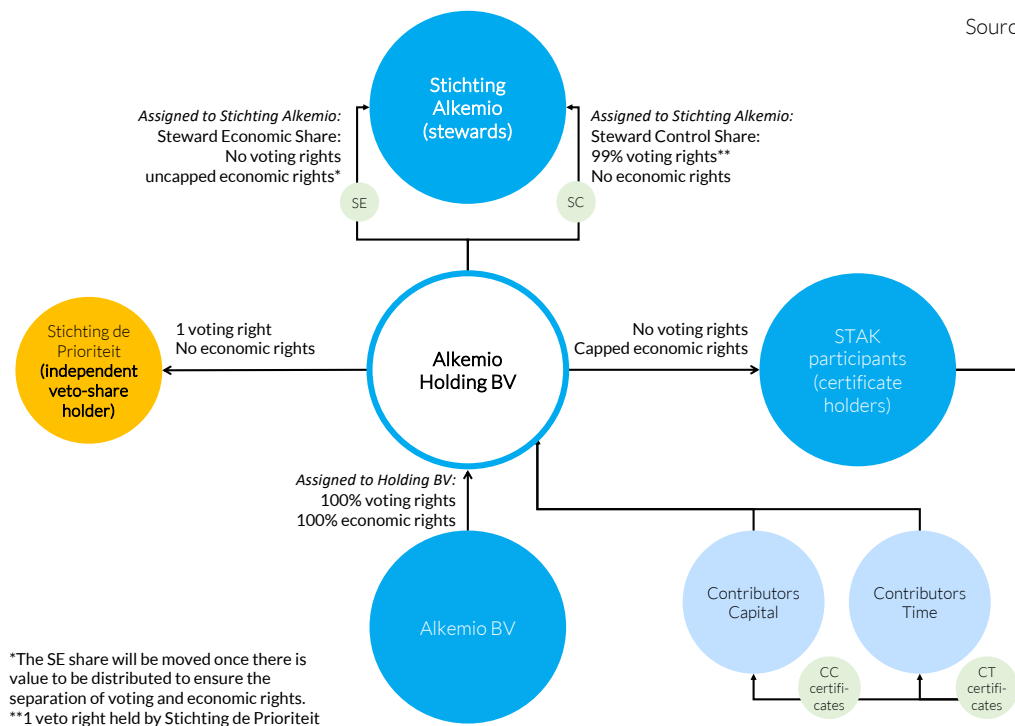 Sourc
Stichting
Alkemio
(stewards)
Assigned to Stichting Alkemio:
Steward Economic Share:
No voting rights
uncapped economic rights*
Assigned to Stichting Alkemio:
Steward Control Share:
99% voting rights**
No economic rights
SE
SC
Stichting de
Prioriteit
(independent
veto-share
holder)
1 voting right
No economic rights
Alkemio
Holding BV
No voting rights
Capped economic rights
STAK
participants
(certificate
holders)
Assigned to Holding BV:
100% voting rights
100% economic rights
Alkemio BV
Contributors
Capital
Contributors
Time
CC
certifi-
cates
CT
certifi-
cates
*The SE share will be moved once there is
value to be distributed to ensure the
separation of voting and economic rights.
**1 veto right held by Stichting de Prioriteit